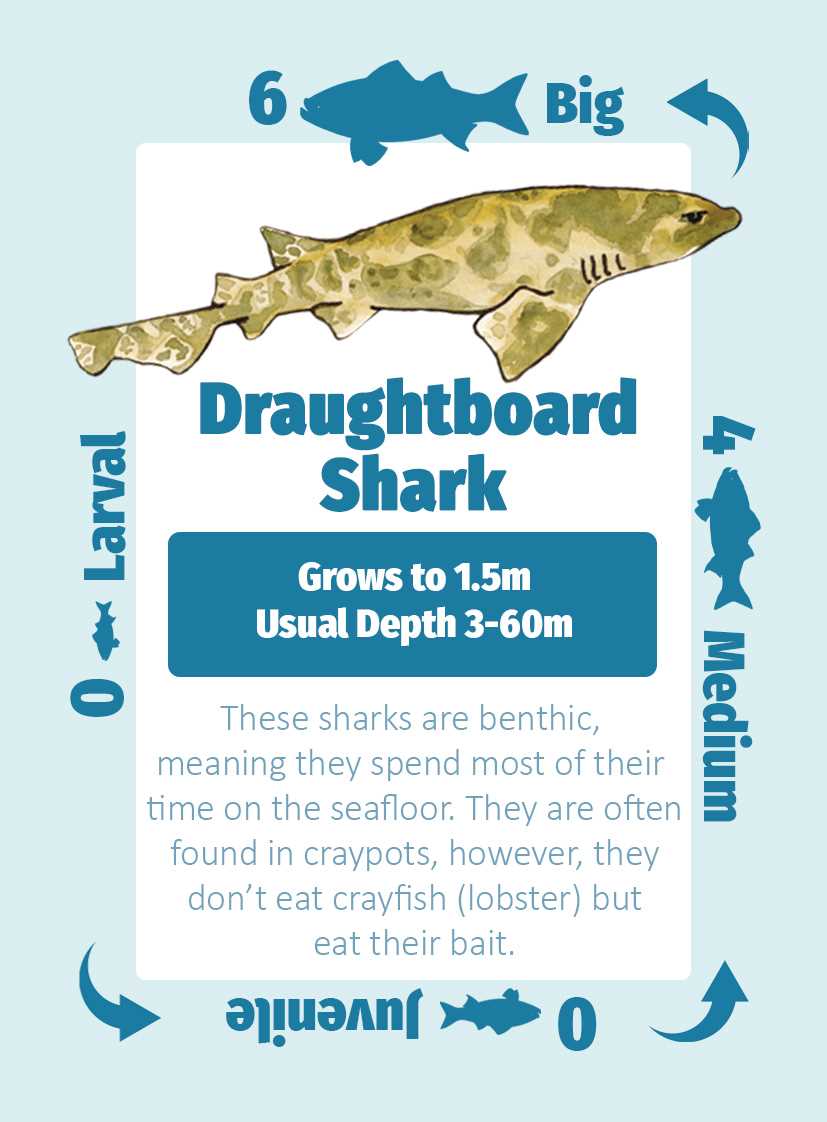 6 Big
Draughtboard
Shark
Grows to 1.5m
Usual Depth 3-60m
These sharks are benthic,
meaning they spend most of their
time on the seafloor. They are often
found in craypots, however, they
don’t eat crayfish (lobster) but
eat their bait.
4 Medium
0 Juvenile
0 Larval